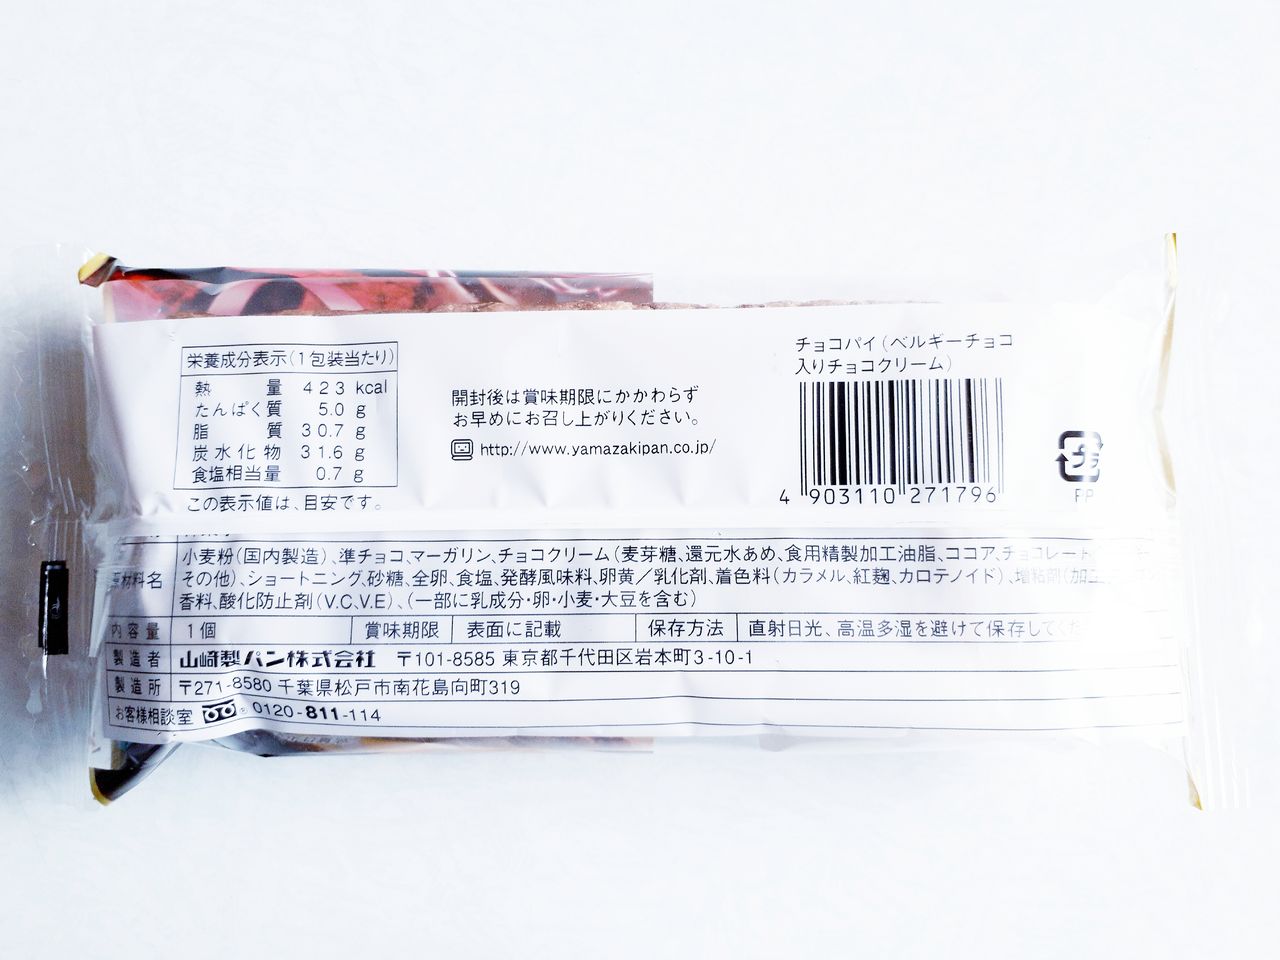 栄養成分表示(1包装当たり)
熱量 423 kcal
たんぱく質 5.0 g
脂質 30.7 g
炭水化物 31.6 g
食塩相当量 0.7 g
この表示値は、目安です。
開封後は賞味期限にかかわらず
お早めにお召し上がりください。
http://www.yamazakipan.co.jp/
チョコパイ(ベルギーチョコ
入りチョコクリーム)
4 903110 271796
プラ
PP
原材料名 小麦粉(国内製造)、準チョコ、マーガリン、チョコクリーム(麦芽糖、還元水あめ、食用精製加工油脂、ココア、チョコレート
その他)、ショートニング、砂糖、全卵、食塩、発酵風味料、卵黄/乳化剤、着色料(カラメル、紅麹、カロテノイド)、増粘剤(加工
香料、酸化防止剤(V.C、V.E)、(一部に乳成分・卵・小麦・大豆を含む)
内容量 1個 賞味期限 表面に記載 保存方法 直射日光、高温多湿を避けて保存してくだ
製造者 山崎製パン株式会社 〒101-8585 東京都千代田区岩本町3-10-1
製造所 〒271-8580 千葉県松戸市南花島向町319
お客様相談室 0120-811-114